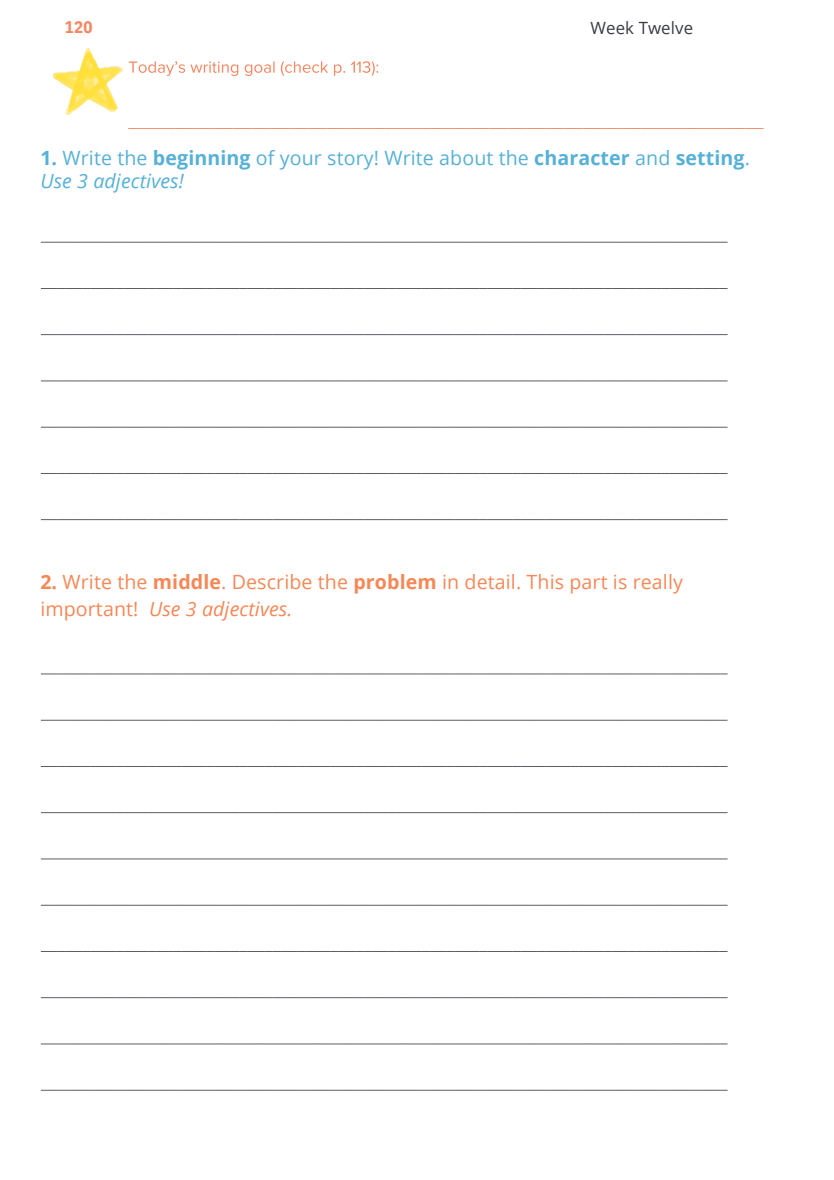 120
Week Twelve
Today's writing goal (check p. 113):
1. Write the beginning of your story! Write about the character and setting.
Use 3 adjectives!
2. Write the middle. Describe the problem in detail. This part is really
important!  Use 3 adjectives.